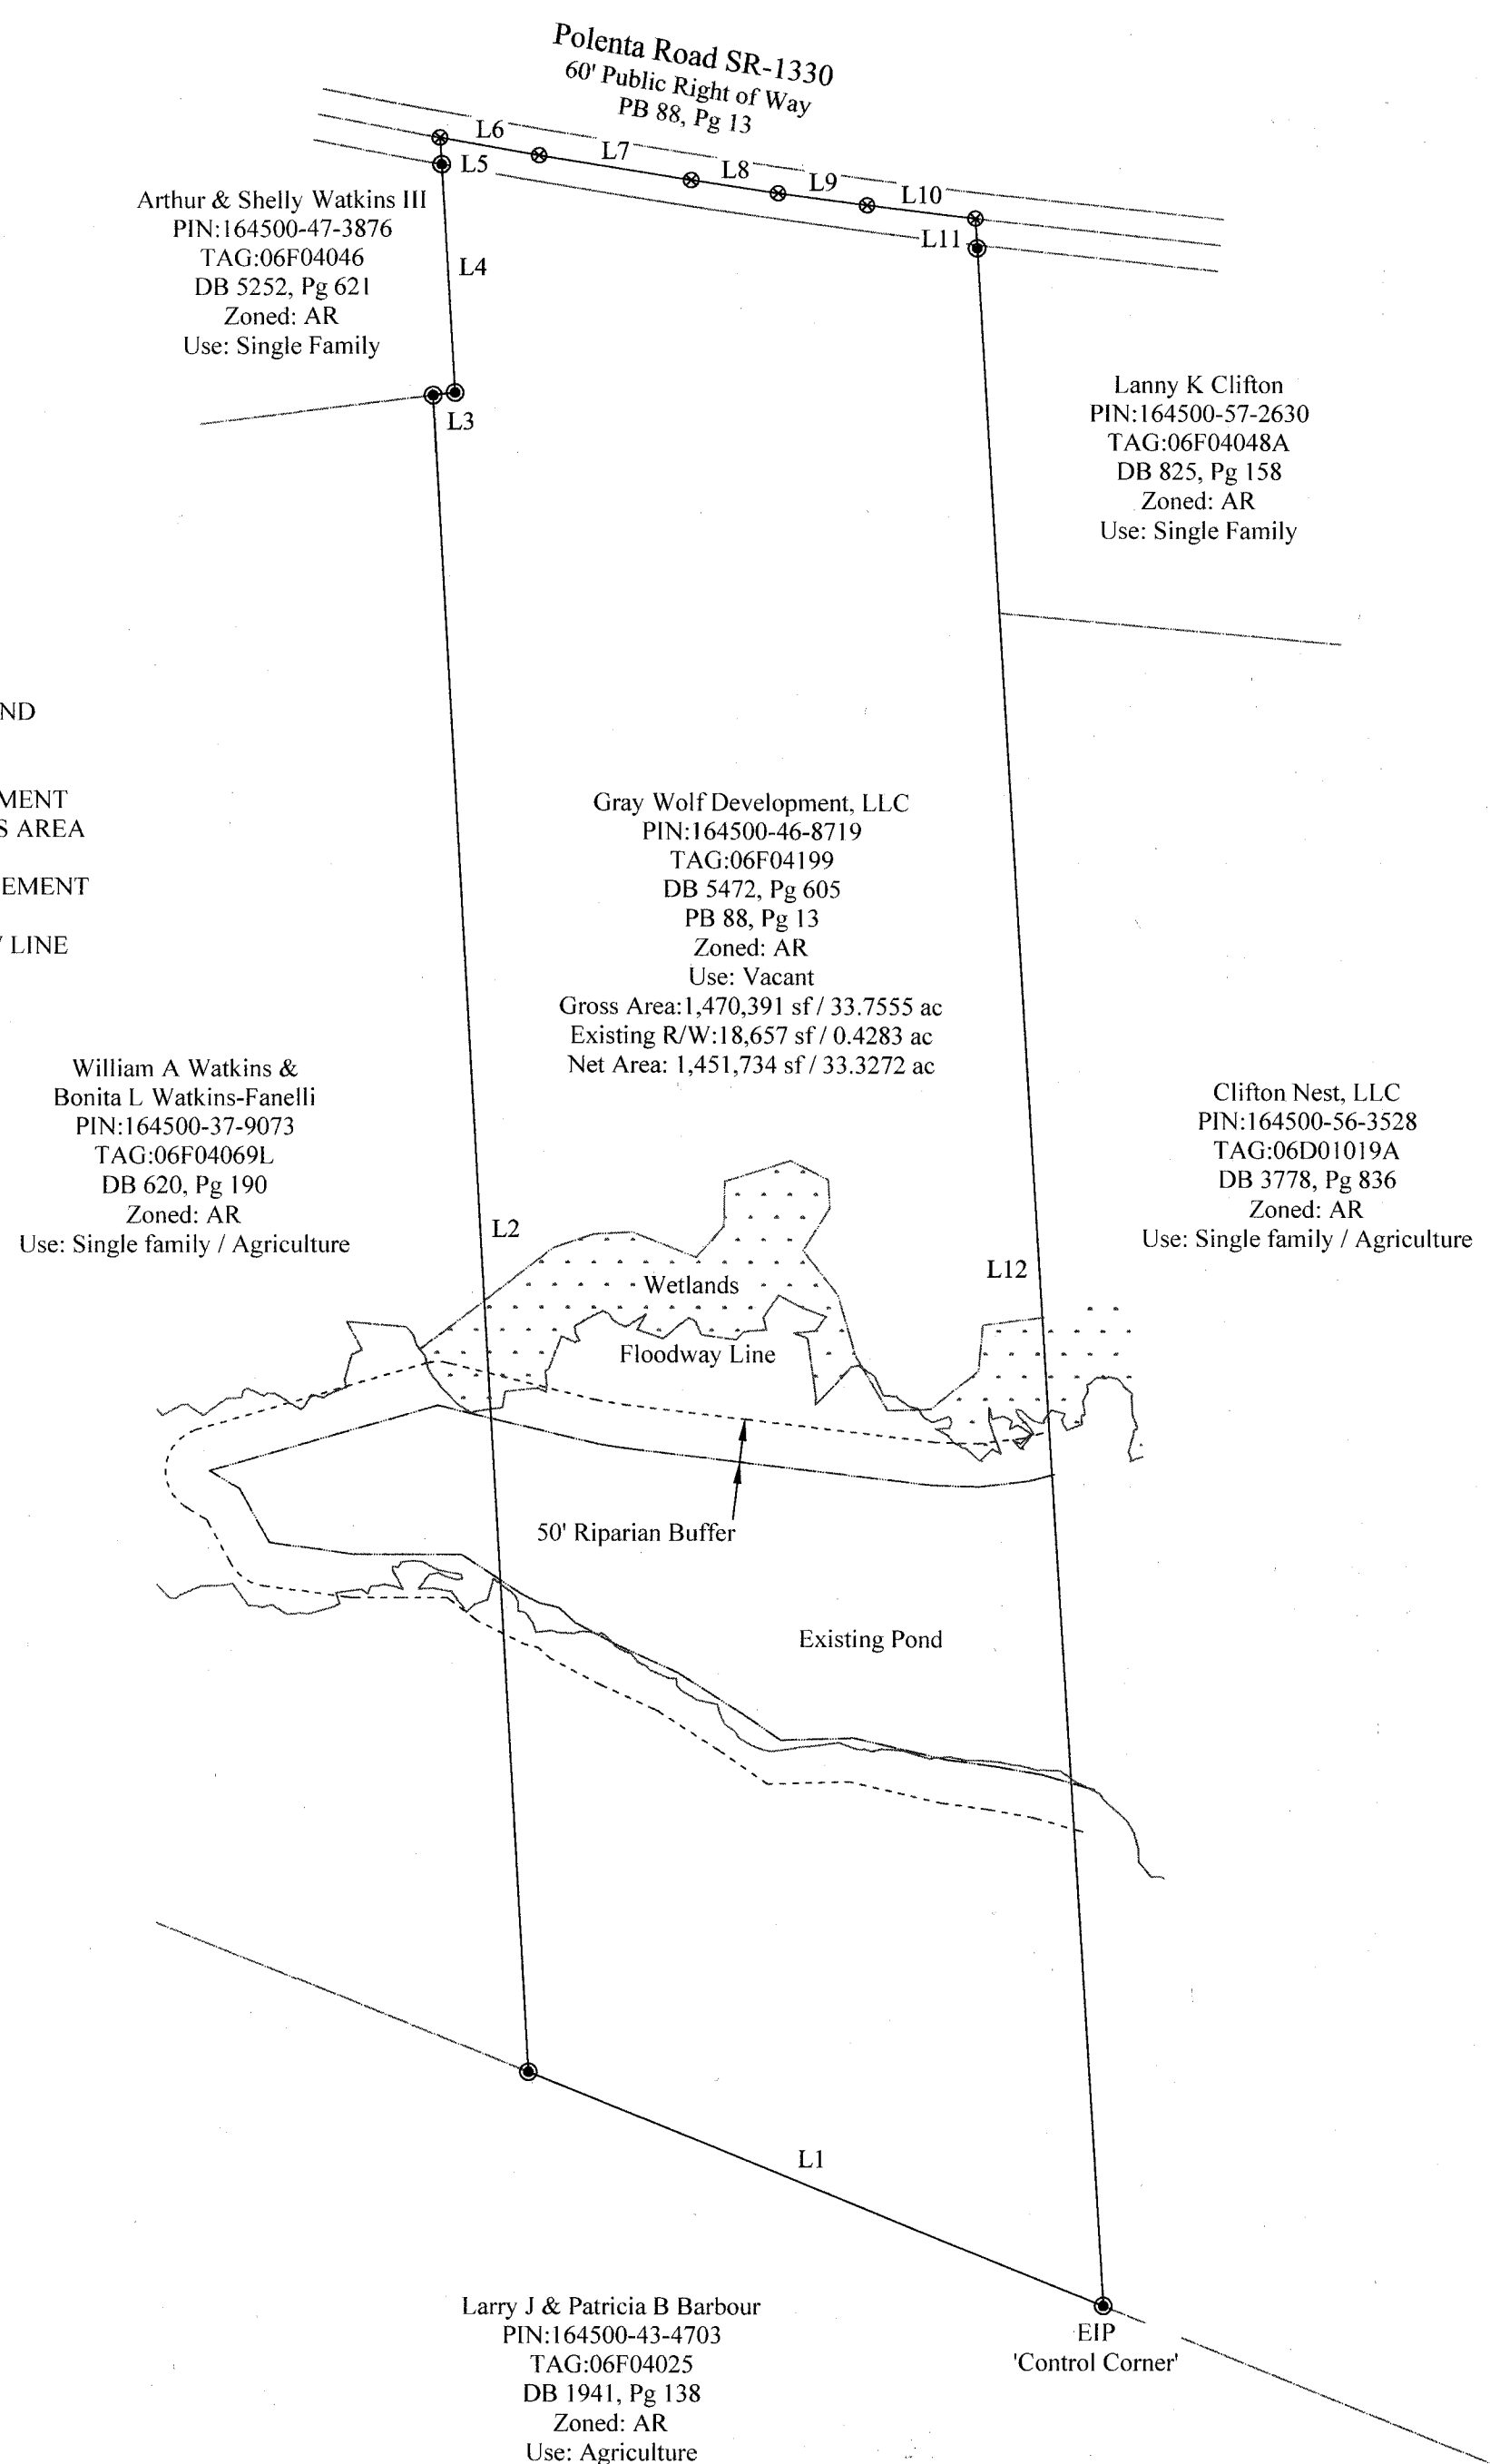 Polenta Road SR-1330
60' Public Right of Way
PB 88, Pg 13
L6
L7
L8
L9
L10
L5
L11
Arthur & Shelly Watkins III
PIN:164500-47-3876
TAG:06F04046
DB 5252, Pg 621
Zoned: AR
Use: Single Family
L4
L3
Lanny K Clifton
PIN:164500-57-2630
TAG:06F04048A
DB 825, Pg 158
Zoned: AR
Use: Single Family
ND
MENT
S AREA
EMENT
LINE
Gray Wolf Development, LLC
PIN:164500-46-8719
TAG:06F04199
DB 5472, Pg 605
PB 88, Pg 13
Zoned: AR
Use: Vacant
Gross Area:1,470,391 sf / 33.7555 ac
Existing R/W:18,657 sf / 0.4283 ac
Net Area: 1,451,734 sf / 33.3272 ac
William A Watkins &
Bonita L Watkins-Fanelli
PIN:164500-37-9073
TAG:06F04069L
DB 620, Pg 190
Zoned: AR
Use: Single family / Agriculture
Clifton Nest, LLC
PIN:164500-56-3528
TAG:06D01019A
DB 3778, Pg 836
Zoned: AR
Use: Single family / Agriculture
L2
L12
Wetlands
Floodway Line
50' Riparian Buffer
Existing Pond
L1
Larry J & Patricia B Barbour
PIN:164500-43-4703
TAG:06F04025
DB 1941, Pg 138
Zoned: AR
Use: Agriculture
EIP
'Control Corner'